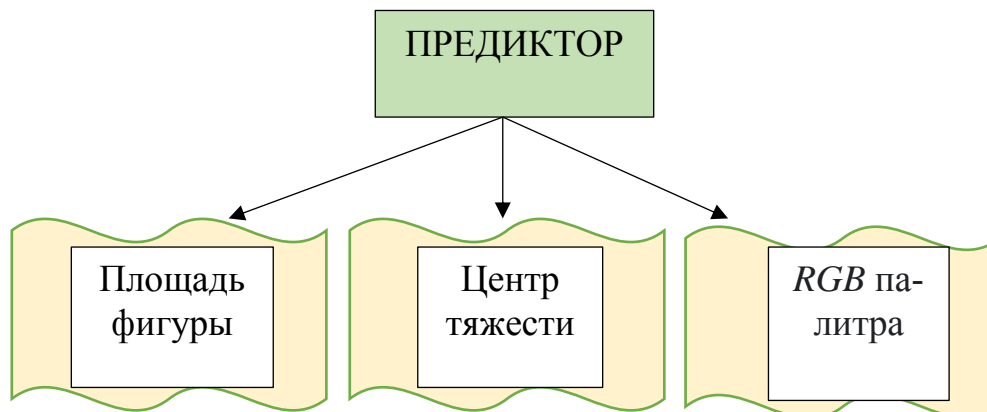 ПРЕДИКТОР
Площадь
фигуры
Центр
тяжести
RGB па-
литра